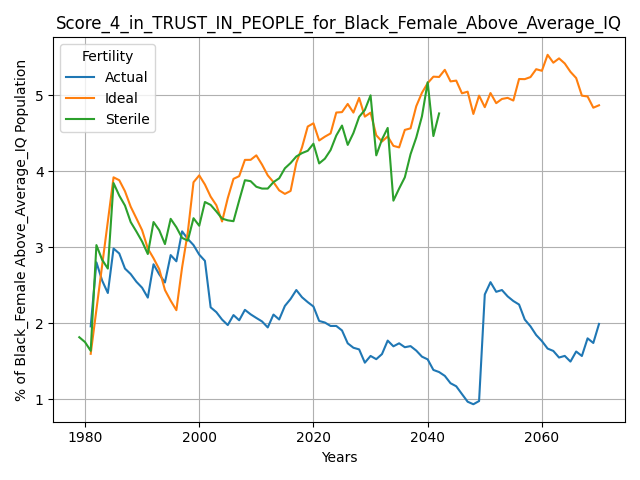 Score_4_in_TRUST_IN_PEOPLE_for_Black_Female_Above_Average_IQ
Fertility
Actual
Ideal
Sterile
% of Black_Female Above_Average_IQ Population
5
4
3
2
1
1980
2000
2020
2040
2060
Years